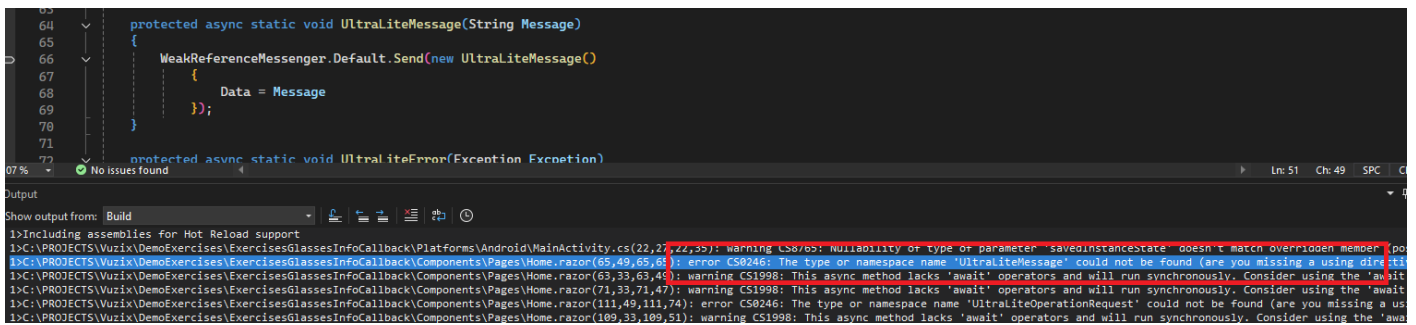 63
64 protected async static void UltraLiteMessage(String Message)
65 {
66 WeakReferenceMessenger.Default.Send(new UltraLiteMessage()
67 {
68 Data = Message
69 });
70 }
71
72 protected async static void UltraLiteError(Exception Excpetion)
07 % No issues found Ln: 51 Ch: 49 SPC
Output
Show output from: Build
1>Including assemblies for Hot Reload support
1>C:\PROJECTS\Vuzix\DemoExercises\ExercisesGlassesInfoCallback\Platforms\Android\MainActivity.cs(22,27,22,35): warning CS8765: Nullability of type of parameter 'savedInstanceState' doesn't match overridden member (pos
1>C:\PROJECTS\Vuzix\DemoExercises\ExercisesGlassesInfoCallback\Components\Pages\Home.razor(65,49,65,65): error CS0246: The type or namespace name 'UltraLiteMessage' could not be found (are you missing a using directiv
1>C:\PROJECTS\Vuzix\DemoExercises\ExercisesGlassesInfoCallback\Components\Pages\Home.razor(63,33,63,49): warning CS1998: This async method lacks 'await' operators and will run synchronously. Consider using the 'await
1>C:\PROJECTS\Vuzix\DemoExercises\ExercisesGlassesInfoCallback\Components\Pages\Home.razor(71,33,71,47): warning CS1998: This async method lacks 'await' operators and will run synchronously. Consider using the 'await
1>C:\PROJECTS\Vuzix\DemoExercises\ExercisesGlassesInfoCallback\Components\Pages\Home.razor(111,49,111,74): error CS0246: The type or namespace name 'UltraLiteOperationRequest' could not be found (are you missing a us
1>C:\PROJECTS\Vuzix\DemoExercises\ExercisesGlassesInfoCallback\Components\Pages\Home.razor(109,33,109,51): warning CS1998: This async method lacks 'await' operators and will run synchronously. Consider using the 'awa